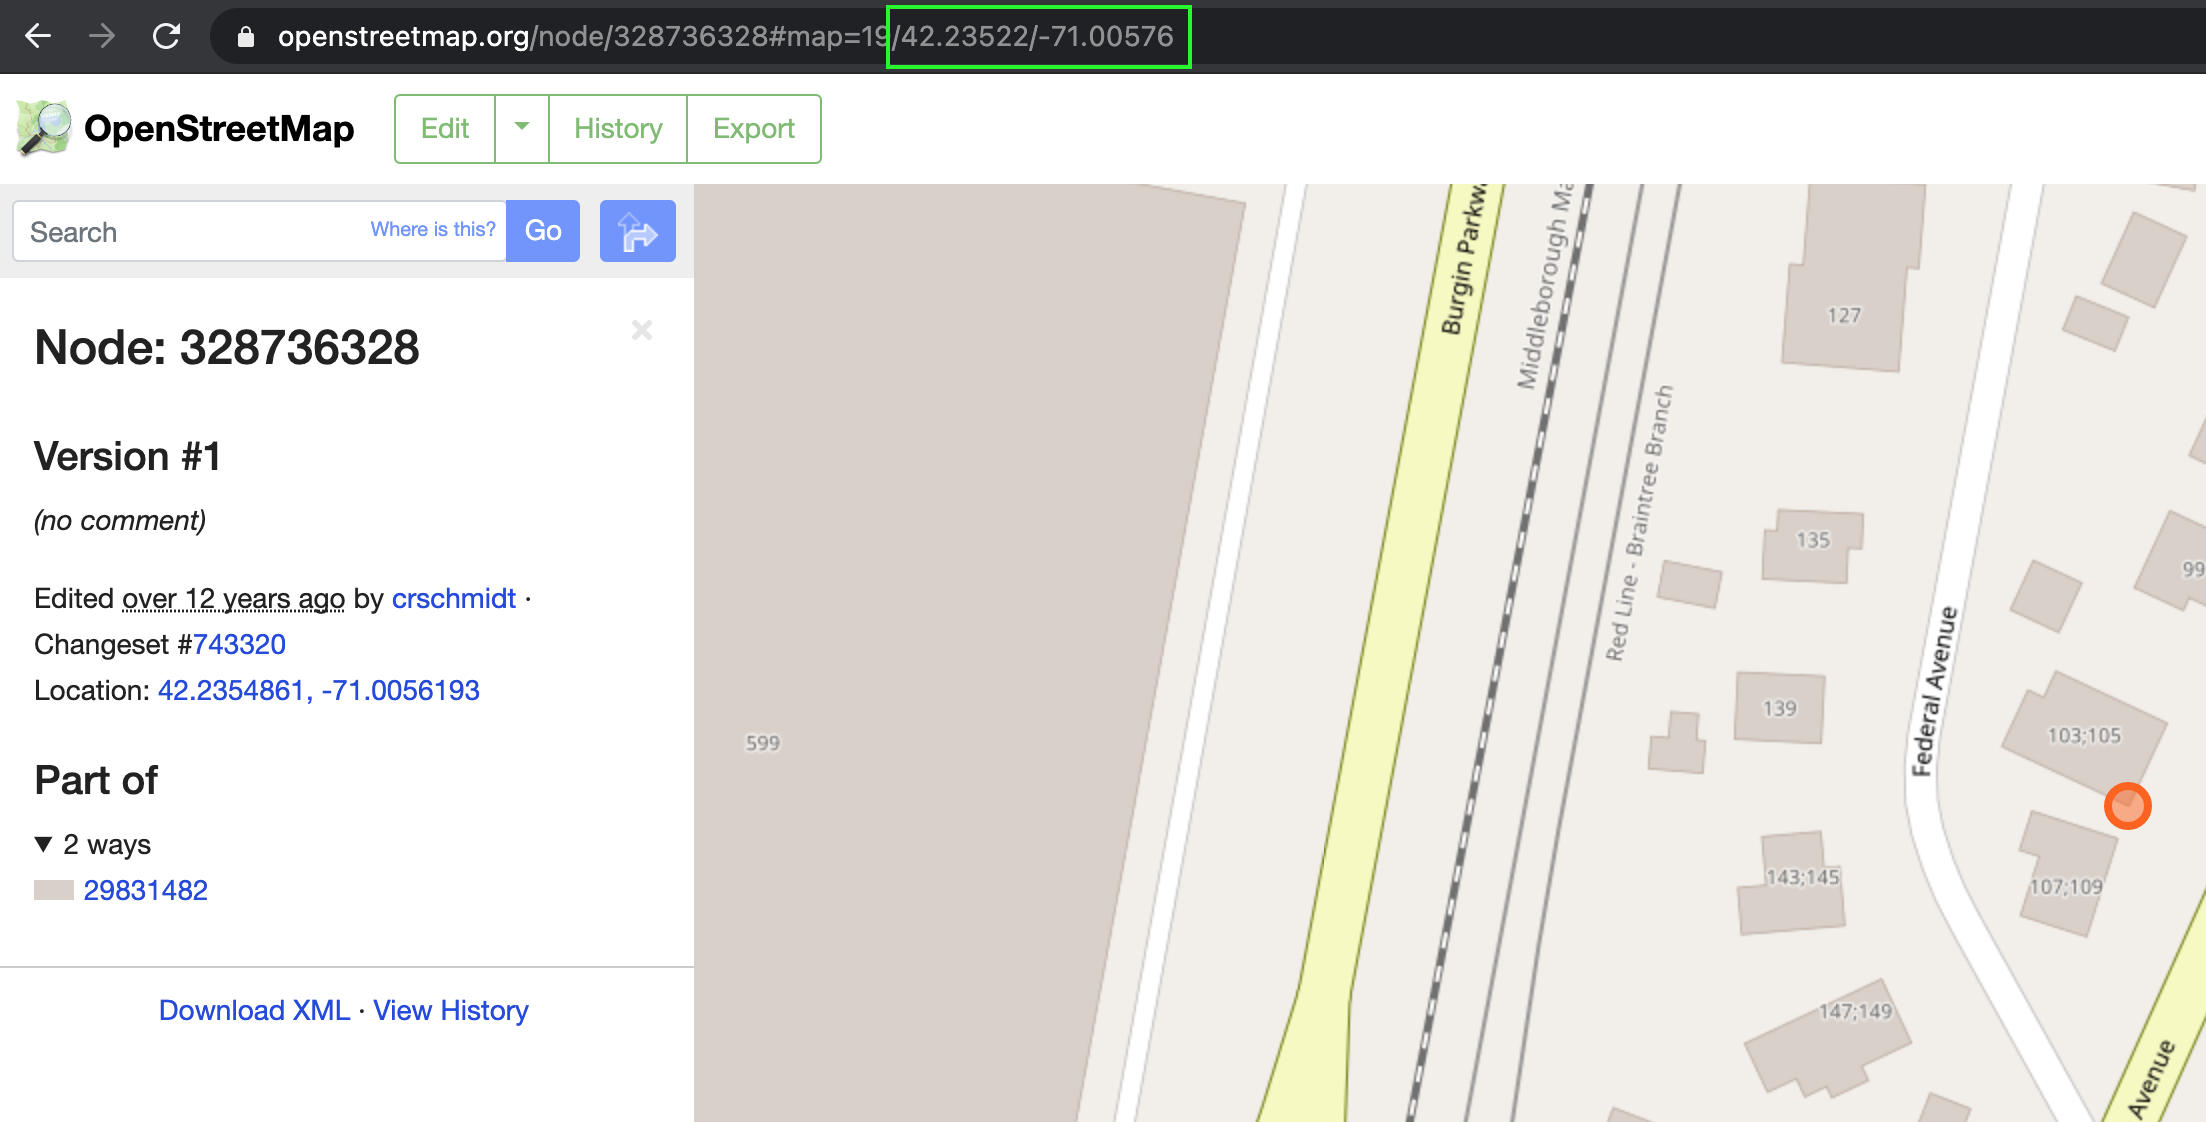 openstreetmap.org/node/328736328#map=19/42.23522/-71.00576
OpenStreetMap
Edit
History
Export
Search
Where is this?
Go
Node: 328736328
×
Version #1
(no comment)
Edited over 12 years ago by crschmidt ·
Changeset #743320
Location: 42.2354861, -71.0056193
Part of
▼ 2 ways
29831482
Download XML · View History
599
Burgin Parkw
Middleborough Ma
Red Line - Braintree Branch
127
135
139
143;145
147;149
Federal Avenue
99
103;105
107;109
Avenue